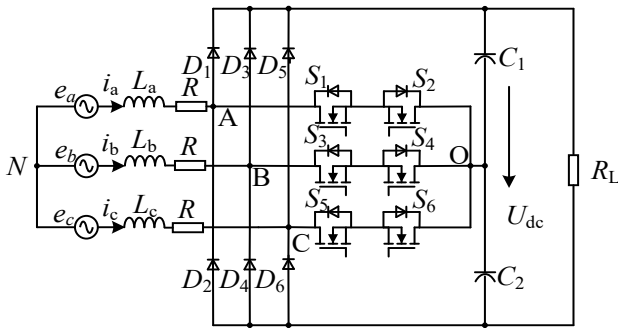 D1 D3 D5 S1 S2 C1
ea ia La R A
S3 S4 O
eb ib Lb R B
N RL
S5 S6 Udc
ec ic Lc R C
D2 D4 D6 C2